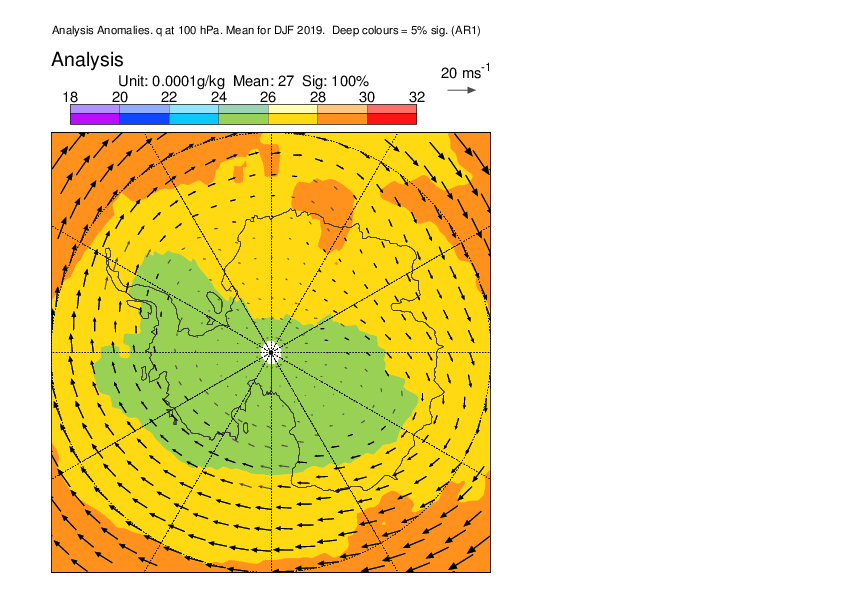 Analysis Anomalies. q at 100 hPa. Mean for DJF 2019.  Deep colours = 5% sig. (AR1)
Analysis
20 ms-1
Unit: 0.0001g/kg  Mean: 27  Sig: 100%
18 20 22 24 26 28 30 32